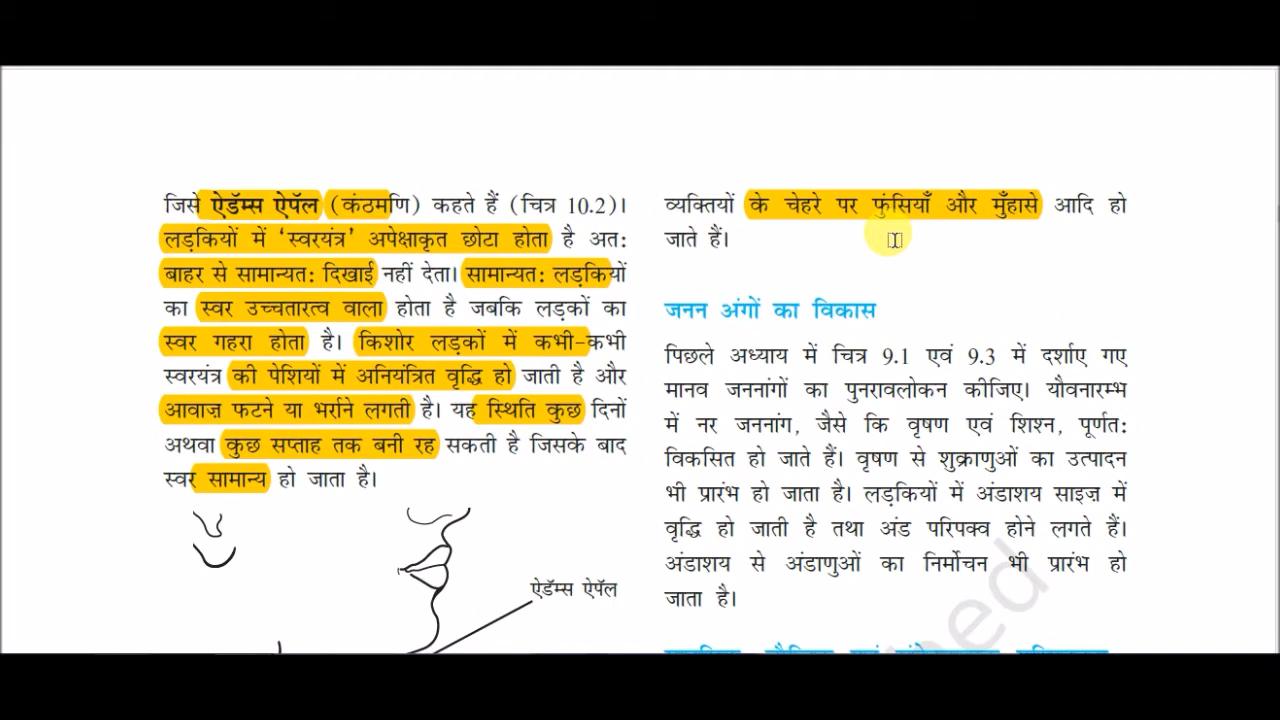 जिसे ऐडॅम्स ऐपॅल (कंठमणि) कहते हैं (चित्र 10.2)।
लड़कियों में ‘स्वरयंत्र’ अपेक्षाकृत छोटा होता है अत:
बाहर से सामान्यत: दिखाई नहीं देता। सामान्यत: लड़कियों
का स्वर उच्चतारत्व वाला होता है जबकि लड़कों का
स्वर गहरा होता है। किशोर लड़कों में कभी-कभी
स्वरयंत्र की पेशियों में अनियंत्रित वृद्धि हो जाती है और
आवाज़ फटने या भर्राने लगती है। यह स्थिति कुछ दिनों
अथवा कुछ सप्ताह तक बनी रह सकती है जिसके बाद
स्वर सामान्य हो जाता है।
ऐडॅम्स ऐपॅल
व्यक्तियों के चेहरे पर फुंसियाँ और मुँहासे आदि हो
जाते हैं।
जनन अंगों का विकास
पिछले अध्याय में चित्र 9.1 एवं 9.3 में दर्शाए गए
मानव जननांगों का पुनरावलोकन कीजिए। यौवनारम्भ
में नर जननांग, जैसे कि वृषण एवं शिश्न, पूर्णत:
विकसित हो जाते हैं। वृषण से शुक्राणुओं का उत्पादन
भी प्रारंभ हो जाता है। लड़कियों में अंडाशय साइज़ में
वृद्धि हो जाती है तथा अंड परिपक्व होने लगते हैं।
अंडाशय से अंडाणुओं का निर्मोचन भी प्रारंभ हो
जाता है।